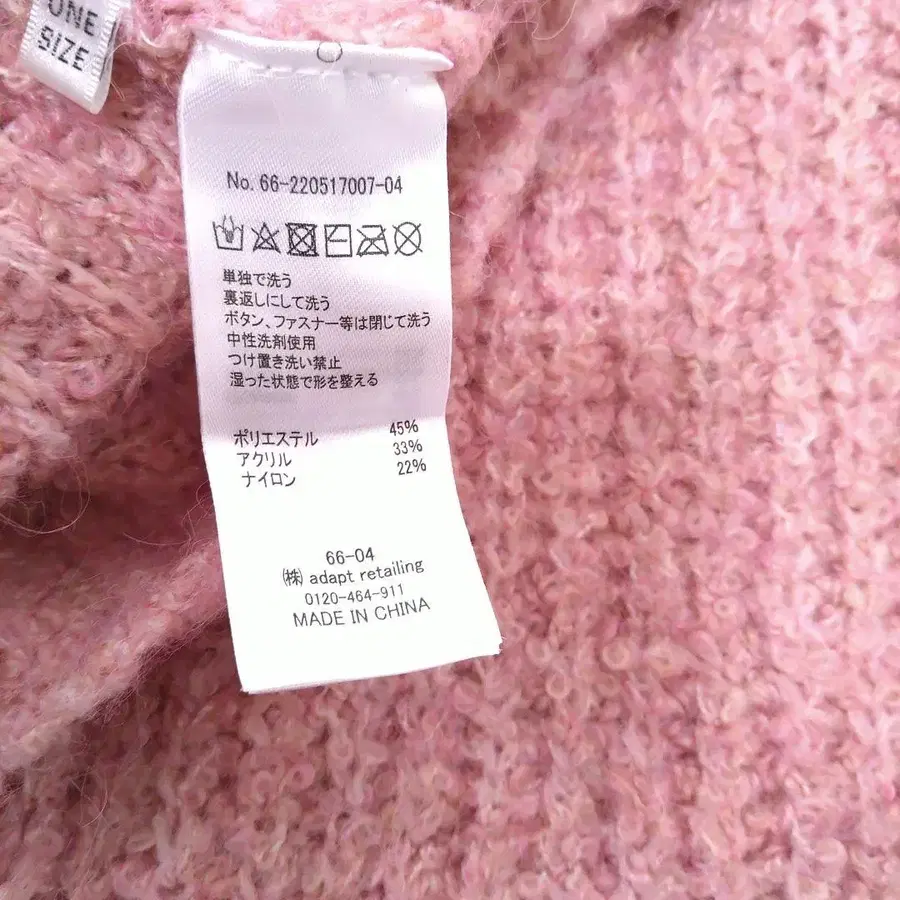 ONE
SIZE
No. 66-220517007-04
単独で洗う
裏返しにして洗う
ボタン、ファスナー等は閉じて洗う
中性洗剤使用
つけ置き洗い禁止
湿った状態で形を整える
ポリエステル 45%
アクリル 33%
ナイロン 22%
66-04
㈱ adapt retailing
0120-464-911
MADE IN CHINA